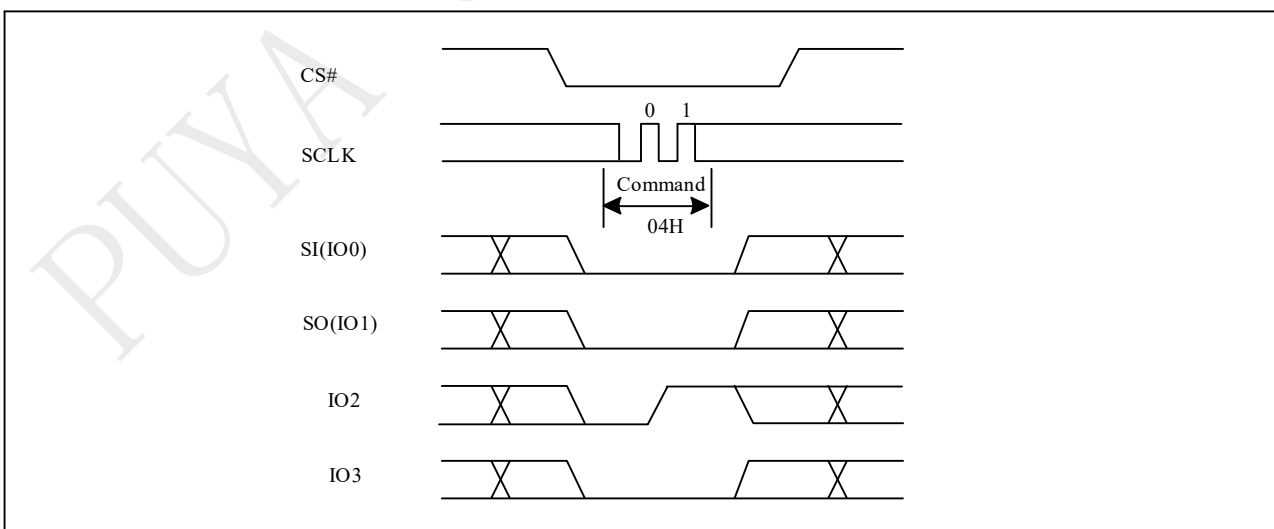 PUYA
CS#
0 1
SCLK
Command
04H
SI(IO0)
SO(IO1)
IO2
IO3